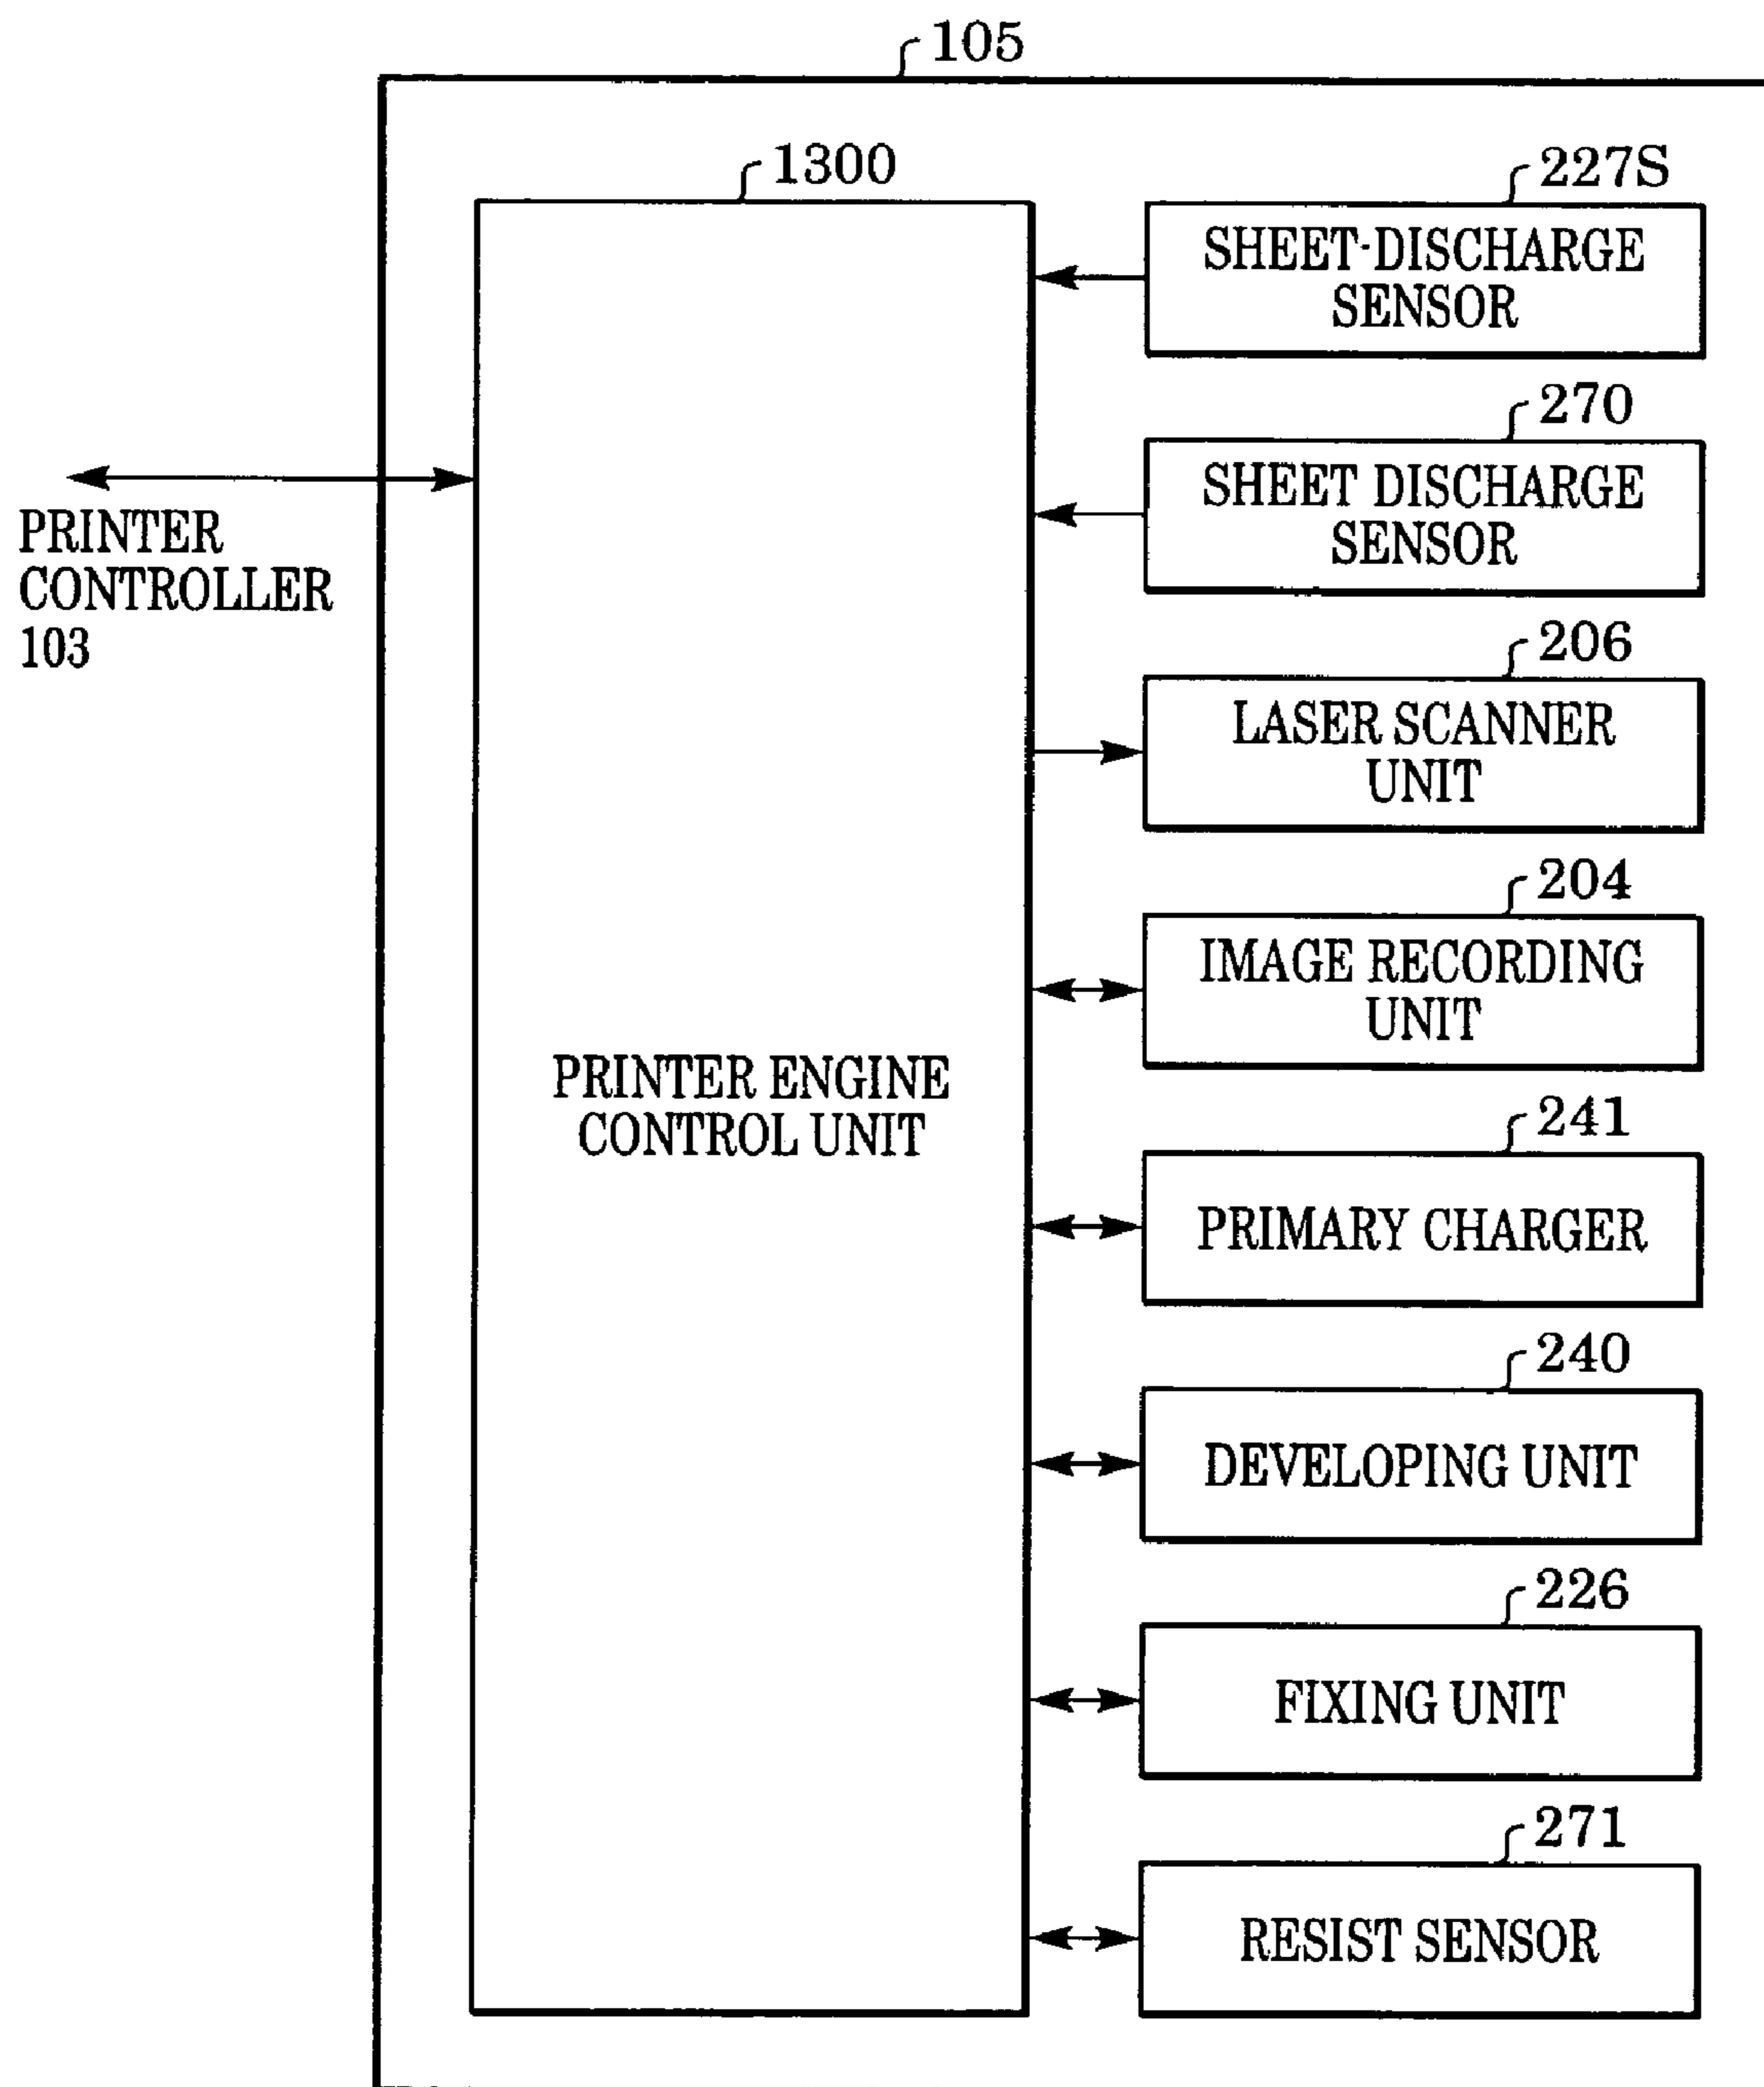 105
1300
227S
SHEET-DISCHARGE
SENSOR
270
SHEET DISCHARGE
SENSOR
PRINTER
CONTROLLER
103
206
LASER SCANNER
UNIT
204
IMAGE RECORDING
UNIT
PRINTER ENGINE
CONTROL UNIT
241
PRIMARY CHARGER
240
DEVELOPING UNIT
226
FIXING UNIT
271
RESIST SENSOR